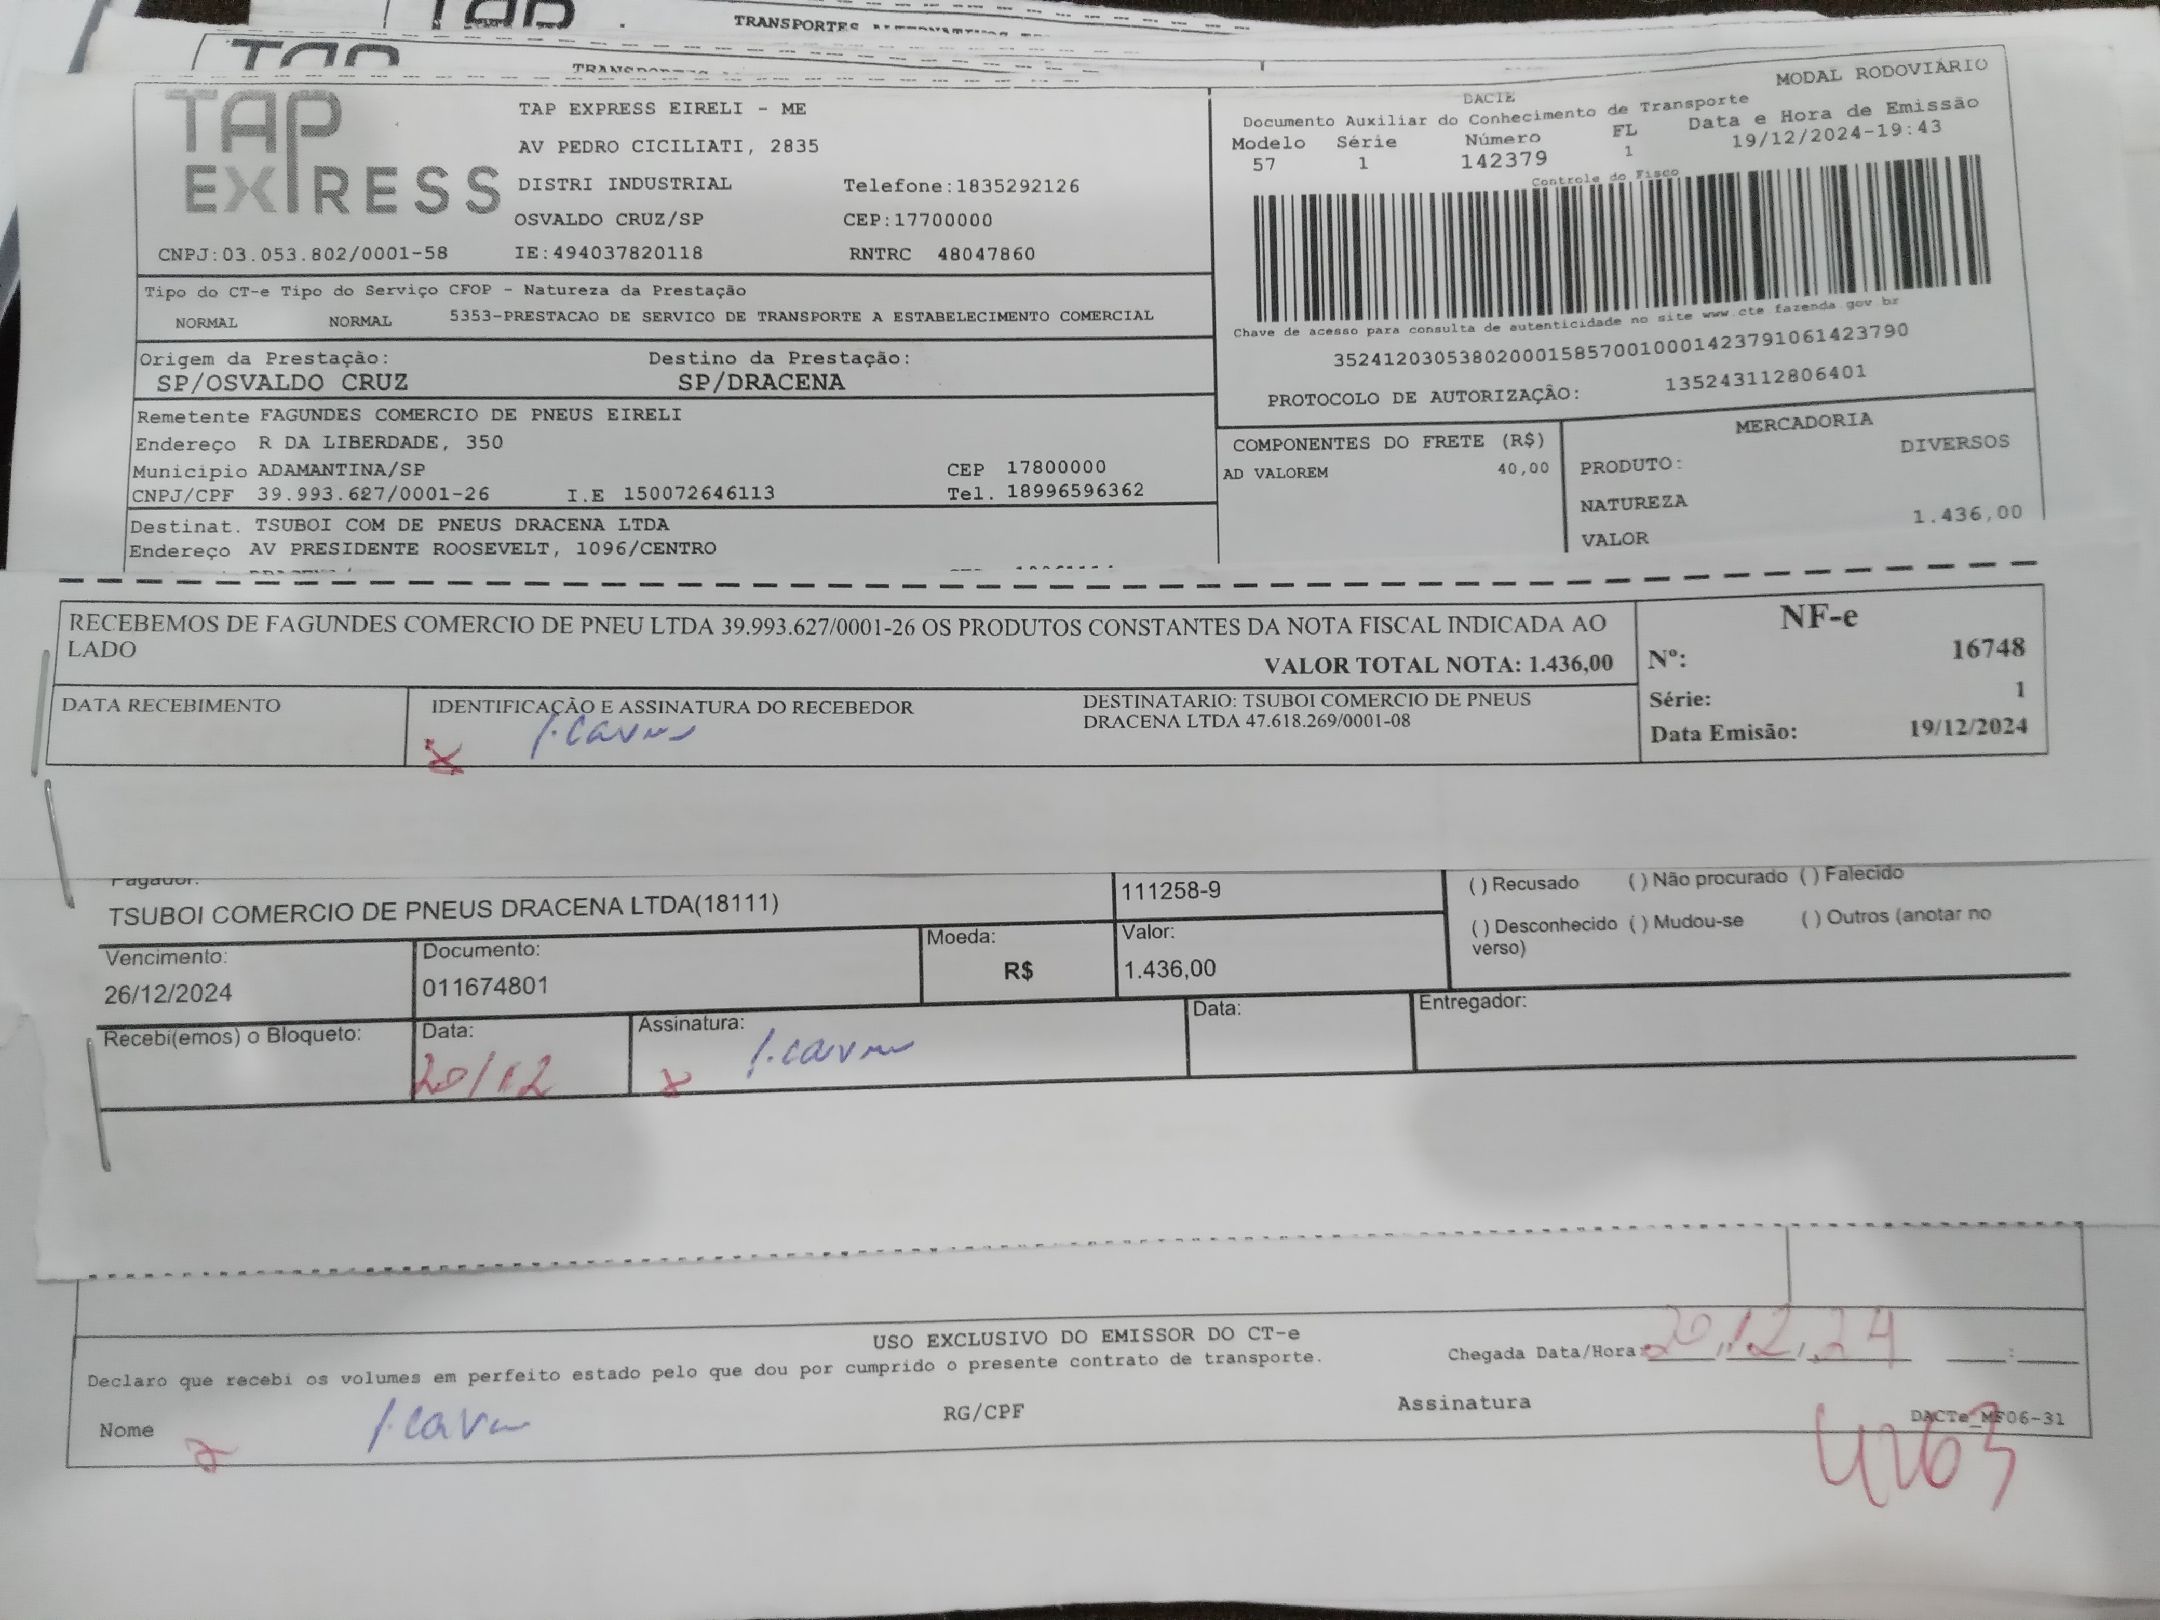 TRANSPORTES
TAP EXPRESS
TAP EXPRESS EIRELI - ME
AV PEDRO CICILIATI, 2835
DISTRI INDUSTRIAL Telefone:1835292126
OSVALDO CRUZ/SP CEP:17700000
CNPJ:03.053.802/0001-58 IE:494037820118 RNTRC 48047860
MODAL RODOVIÁRIO
DACTE
Documento Auxiliar do Conhecimento de Transporte
Modelo Série Número FL Data e Hora de Emissão
57 1 142379 1 19/12/2024-19:43
Controle do Fisco
Chave de acesso para consulta de autenticidade no site www.cte.fazenda.gov.br
35241203053802000158570010001423791061423790
PROTOCOLO DE AUTORIZAÇÃO: 135243112806401
Tipo do CT-e Tipo do Serviço CFOP - Natureza da Prestação
NORMAL NORMAL 5353-PRESTACAO DE SERVICO DE TRANSPORTE A ESTABELECIMENTO COMERCIAL
Origem da Prestação: Destino da Prestação:
SP/OSVALDO CRUZ SP/DRACENA
Remetente FAGUNDES COMERCIO DE PNEUS EIRELI
Endereço R DA LIBERDADE, 350
Municipio ADAMANTINA/SP CEP 17800000
CNPJ/CPF 39.993.627/0001-26 I.E 150072646113 Tel. 18996596362
Destinat. TSUBOI COM DE PNEUS DRACENA LTDA
Endereço AV PRESIDENTE ROOSEVELT, 1096/CENTRO
COMPONENTES DO FRETE (R$)
AD VALOREM 40,00
MERCADORIA
PRODUTO: DIVERSOS
NATUREZA
VALOR 1.436,00
RECEBEMOS DE FAGUNDES COMERCIO DE PNEU LTDA 39.993.627/0001-26 OS PRODUTOS CONSTANTES DA NOTA FISCAL INDICADA AO
LADO
VALOR TOTAL NOTA: 1.436,00
NF-e
Nº: 16748
Série: 1
Data Emisão: 19/12/2024
DATA RECEBIMENTO
IDENTIFICAÇÃO E ASSINATURA DO RECEBEDOR
DESTINATARIO: TSUBOI COMERCIO DE PNEUS
DRACENA LTDA 47.618.269/0001-08
Pagador:
TSUBOI COMERCIO DE PNEUS DRACENA LTDA(18111) 111258-9
( ) Recusado ( ) Não procurado ( ) Falecido
( ) Desconhecido ( ) Mudou-se ( ) Outros (anotar no
verso)
Vencimento: Documento: Moeda: Valor:
26/12/2024 011674801 R$ 1.436,00
Recebi(emos) o Bloqueto: Data: Assinatura: Data: Entregador:
20/12
USO EXCLUSIVO DO EMISSOR DO CT-e
Declaro que recebi os volumes em perfeito estado pelo que dou por cumprido o presente contrato de transporte.
Chegada Data/Hora: 20,12,24
Nome RG/CPF Assinatura
DACTe_MF06-31